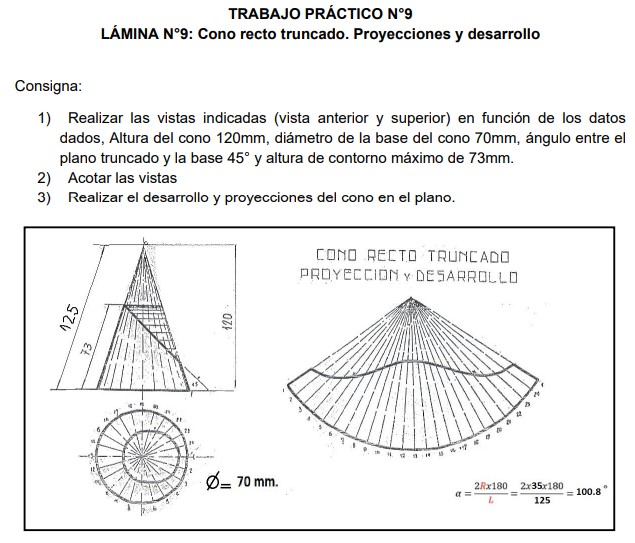 TRABAJO PRÁCTICO N°9
LÁMINA N°9: Cono recto truncado. Proyecciones y desarrollo
Consigna:
1) Realizar las vistas indicadas (vista anterior y superior) en función de los datos
dados, Altura del cono 120mm, diámetro de la base del cono 70mm, ángulo entre el
plano truncado y la base 45° y altura de contorno máximo de 73mm.
2) Acotar las vistas
3) Realizar el desarrollo y proyecciones del cono en el plano.
CONO RECTO TRUNCADO
PROYECCION y DESARROLLO
125
73
120
45°
Ø= 70 mm.
α = 2Rx180 / L = 2x35x180 / 125 = 100.8 °